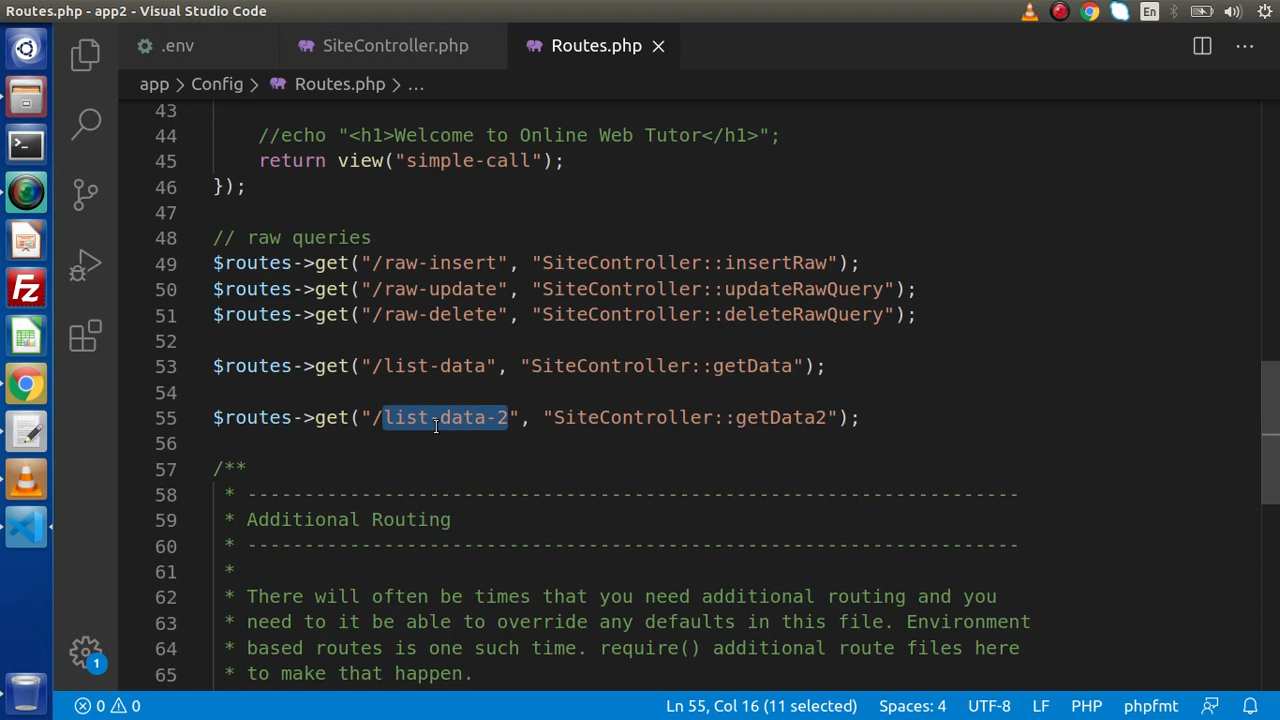 Routes.php - app2 - Visual Studio Code
En
.env
SiteController.php
Routes.php
app > Config > Routes.php > ...
43
44 //echo "<h1>Welcome to Online Web Tutor</h1>";
45 return view("simple-call");
46 });
47
48 // raw queries
49 $routes->get("/raw-insert", "SiteController::insertRaw");
50 $routes->get("/raw-update", "SiteController::updateRawQuery");
51 $routes->get("/raw-delete", "SiteController::deleteRawQuery");
52
53 $routes->get("/list-data", "SiteController::getData");
54
55 $routes->get("/list-data-2", "SiteController::getData2");
56
57 /**
58 * --------------------------------------------------------------------
59 * Additional Routing
60 * --------------------------------------------------------------------
61 *
62 * There will often be times that you need additional routing and you
63 * need to it be able to override any defaults in this file. Environment
64 * based routes is one such time. require() additional route files here
65 * to make that happen.
1
0 0
Ln 55, Col 16 (11 selected)
Spaces: 4
UTF-8
LF
PHP
phpfmt
Fz